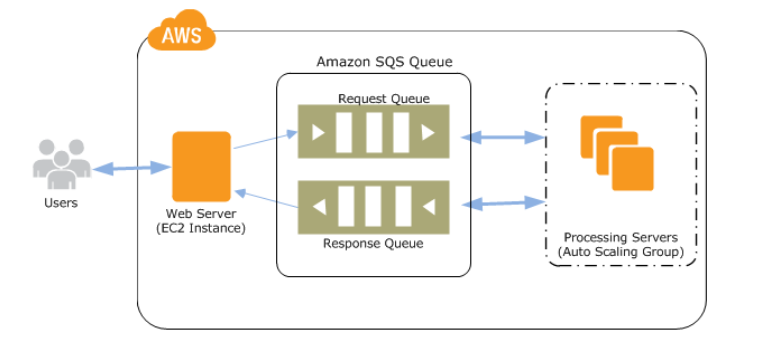 AWS
Amazon SQS Queue
Request Queue
Users
Web Server
(EC2 Instance)
Response Queue
Processing Servers
(Auto Scaling Group)